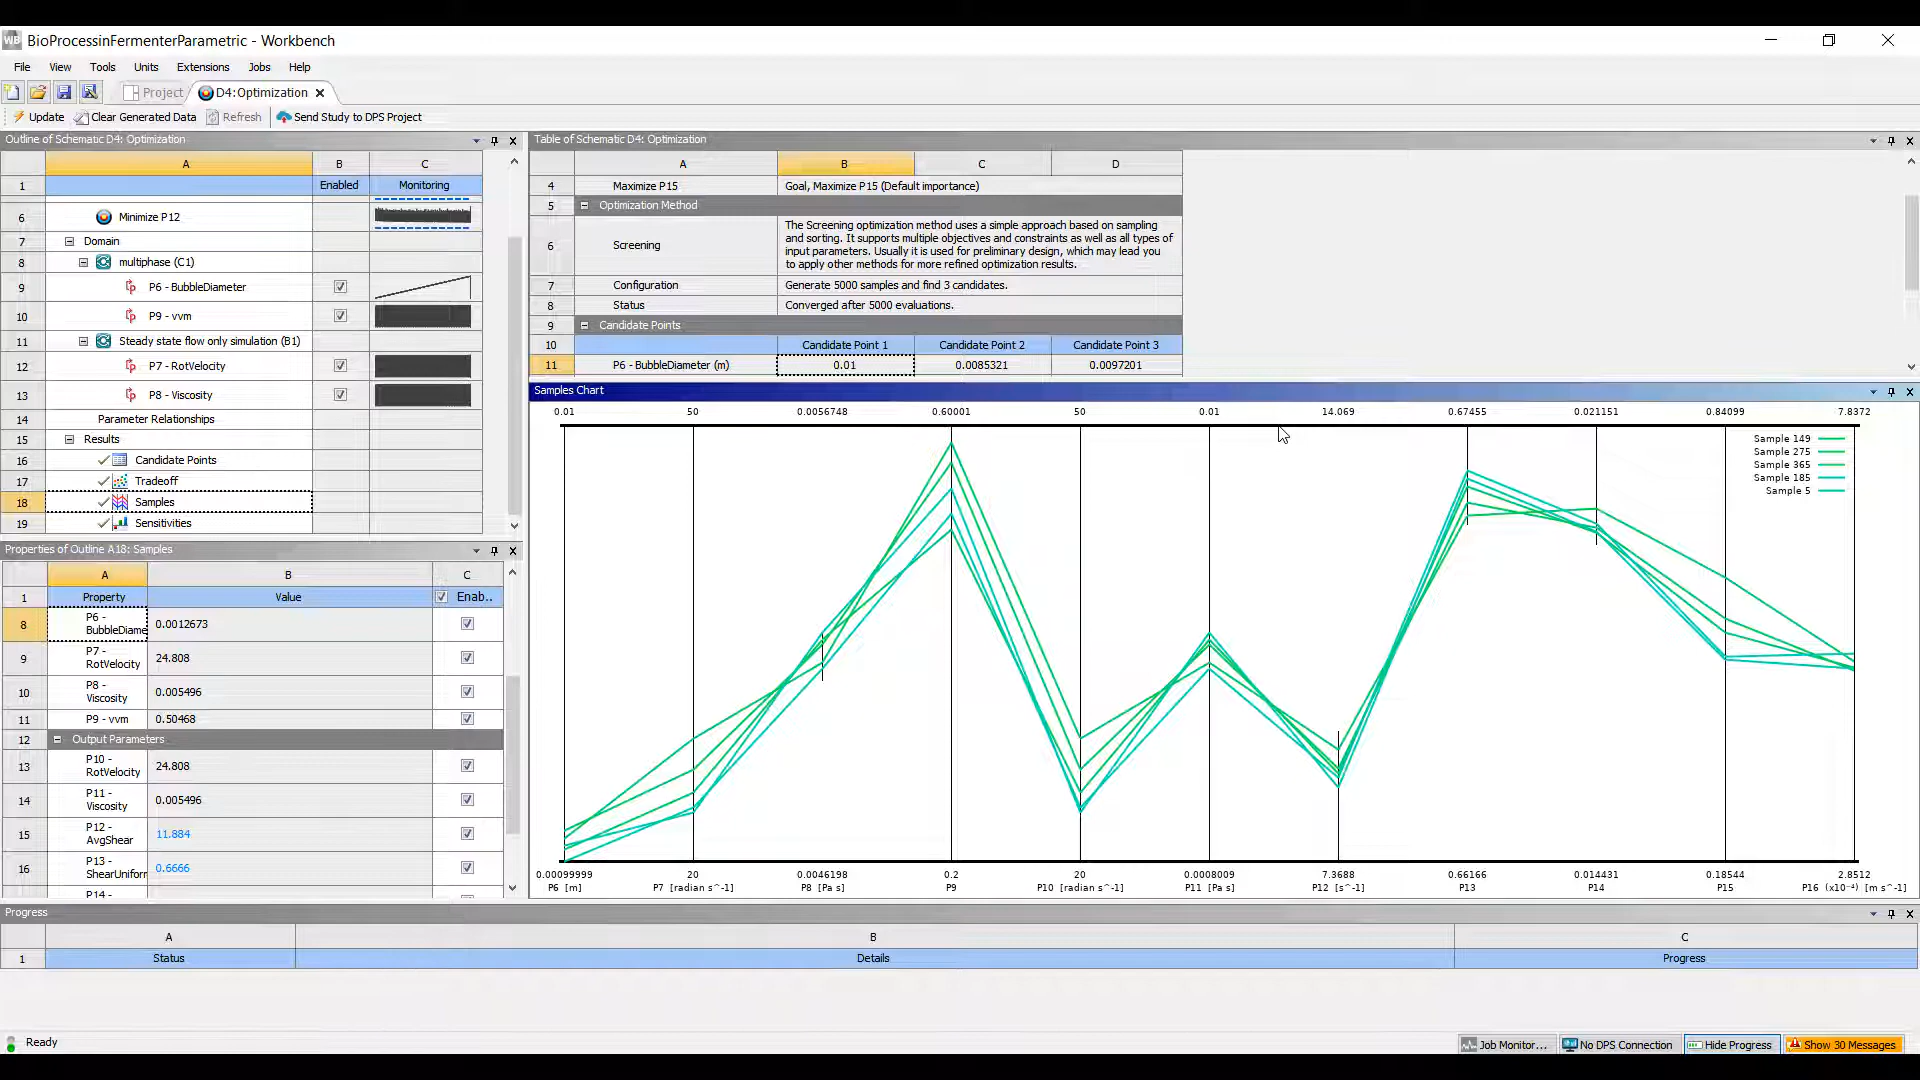 WB BioProcessinFermenterParametric - Workbench
File View Tools Units Extensions Jobs Help
Project D4:Optimization
Update Clear Generated Data Refresh Send Study to DPS Project
Outline of Schematic D4: Optimization
A B C
1 Enabled Monitoring
6 Minimize P12
7 Domain
8 multiphase (C1)
9 P6 - BubbleDiameter
10 P9 - vvm
11 Steady state flow only simulation (B1)
12 P7 - RotVelocity
13 P8 - Viscosity
14 Parameter Relationships
15 Results
16 Candidate Points
17 Tradeoff
18 Samples
19 Sensitivities
Table of Schematic D4: Optimization
A B C D
4 Maximize P15 Goal, Maximize P15 (Default importance)
5 Optimization Method
6 Screening
The Screening optimization method uses a simple approach based on sampling
and sorting. It supports multiple objectives and constraints as well as all types of
input parameters. Usually it is used for preliminary design, which may lead you
to apply other methods for more refined optimization results.
7 Configuration Generate 5000 samples and find 3 candidates.
8 Status Converged after 5000 evaluations.
9 Candidate Points
10 Candidate Point 1 Candidate Point 2 Candidate Point 3
11 P6 - BubbleDiameter (m) 0.01 0.0085321 0.0097201
Samples Chart
0.01 50 0.0056748 0.60001 50 0.01 14.069 0.67455 0.021151 0.84099 7.8372
Sample 149
Sample 275
Sample 365
Sample 185
Sample 5
0.00099999 20 0.0046198 0.2 20 0.0008009 7.3688 0.66166 0.014431 0.18544 2.8512
P6 [m] P7 [radian s^-1] P8 [Pa s] P9 P10 [radian s^-1] P11 [Pa s] P12 [s^-1] P13 P14 P15 P16 (x10⁻⁴) [m s^-1]
Properties of Outline A18: Samples
A B C
1 Property Value Enab..
8 P6 - BubbleDiame 0.0012673
9 P7 - RotVelocity 24.808
10 P8 - Viscosity 0.005496
11 P9 - vvm 0.50468
12 Output Parameters
13 P10 - RotVelocity 24.808
14 P11 - Viscosity 0.005496
15 P12 - AvgShear 11.884
16 P13 - ShearUniforn 0.6666
P14 -
Progress
A B C
1 Status Details Progress
Ready
Job Monitor... No DPS Connection Hide Progress Show 30 Messages